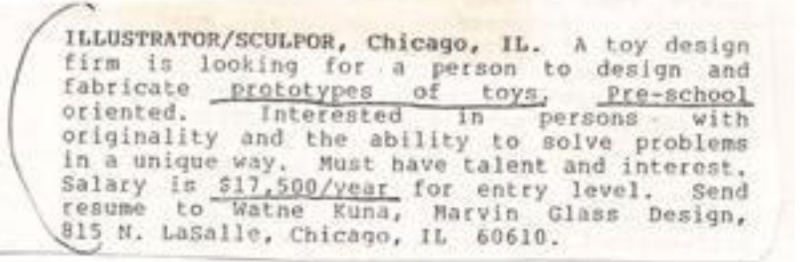 ILLUSTRATOR/SCULPOR, Chicago, IL. A toy design
firm is looking for a person to design and
fabricate prototypes of toys, Pre-school
oriented. Interested in persons with
originality and the ability to solve problems
in a unique way. Must have talent and interest.
Salary is $17,500/year for entry level. Send
resume to Watne Kuna, Marvin Glass Design,
815 N. LaSalle, Chicago, IL 60610.